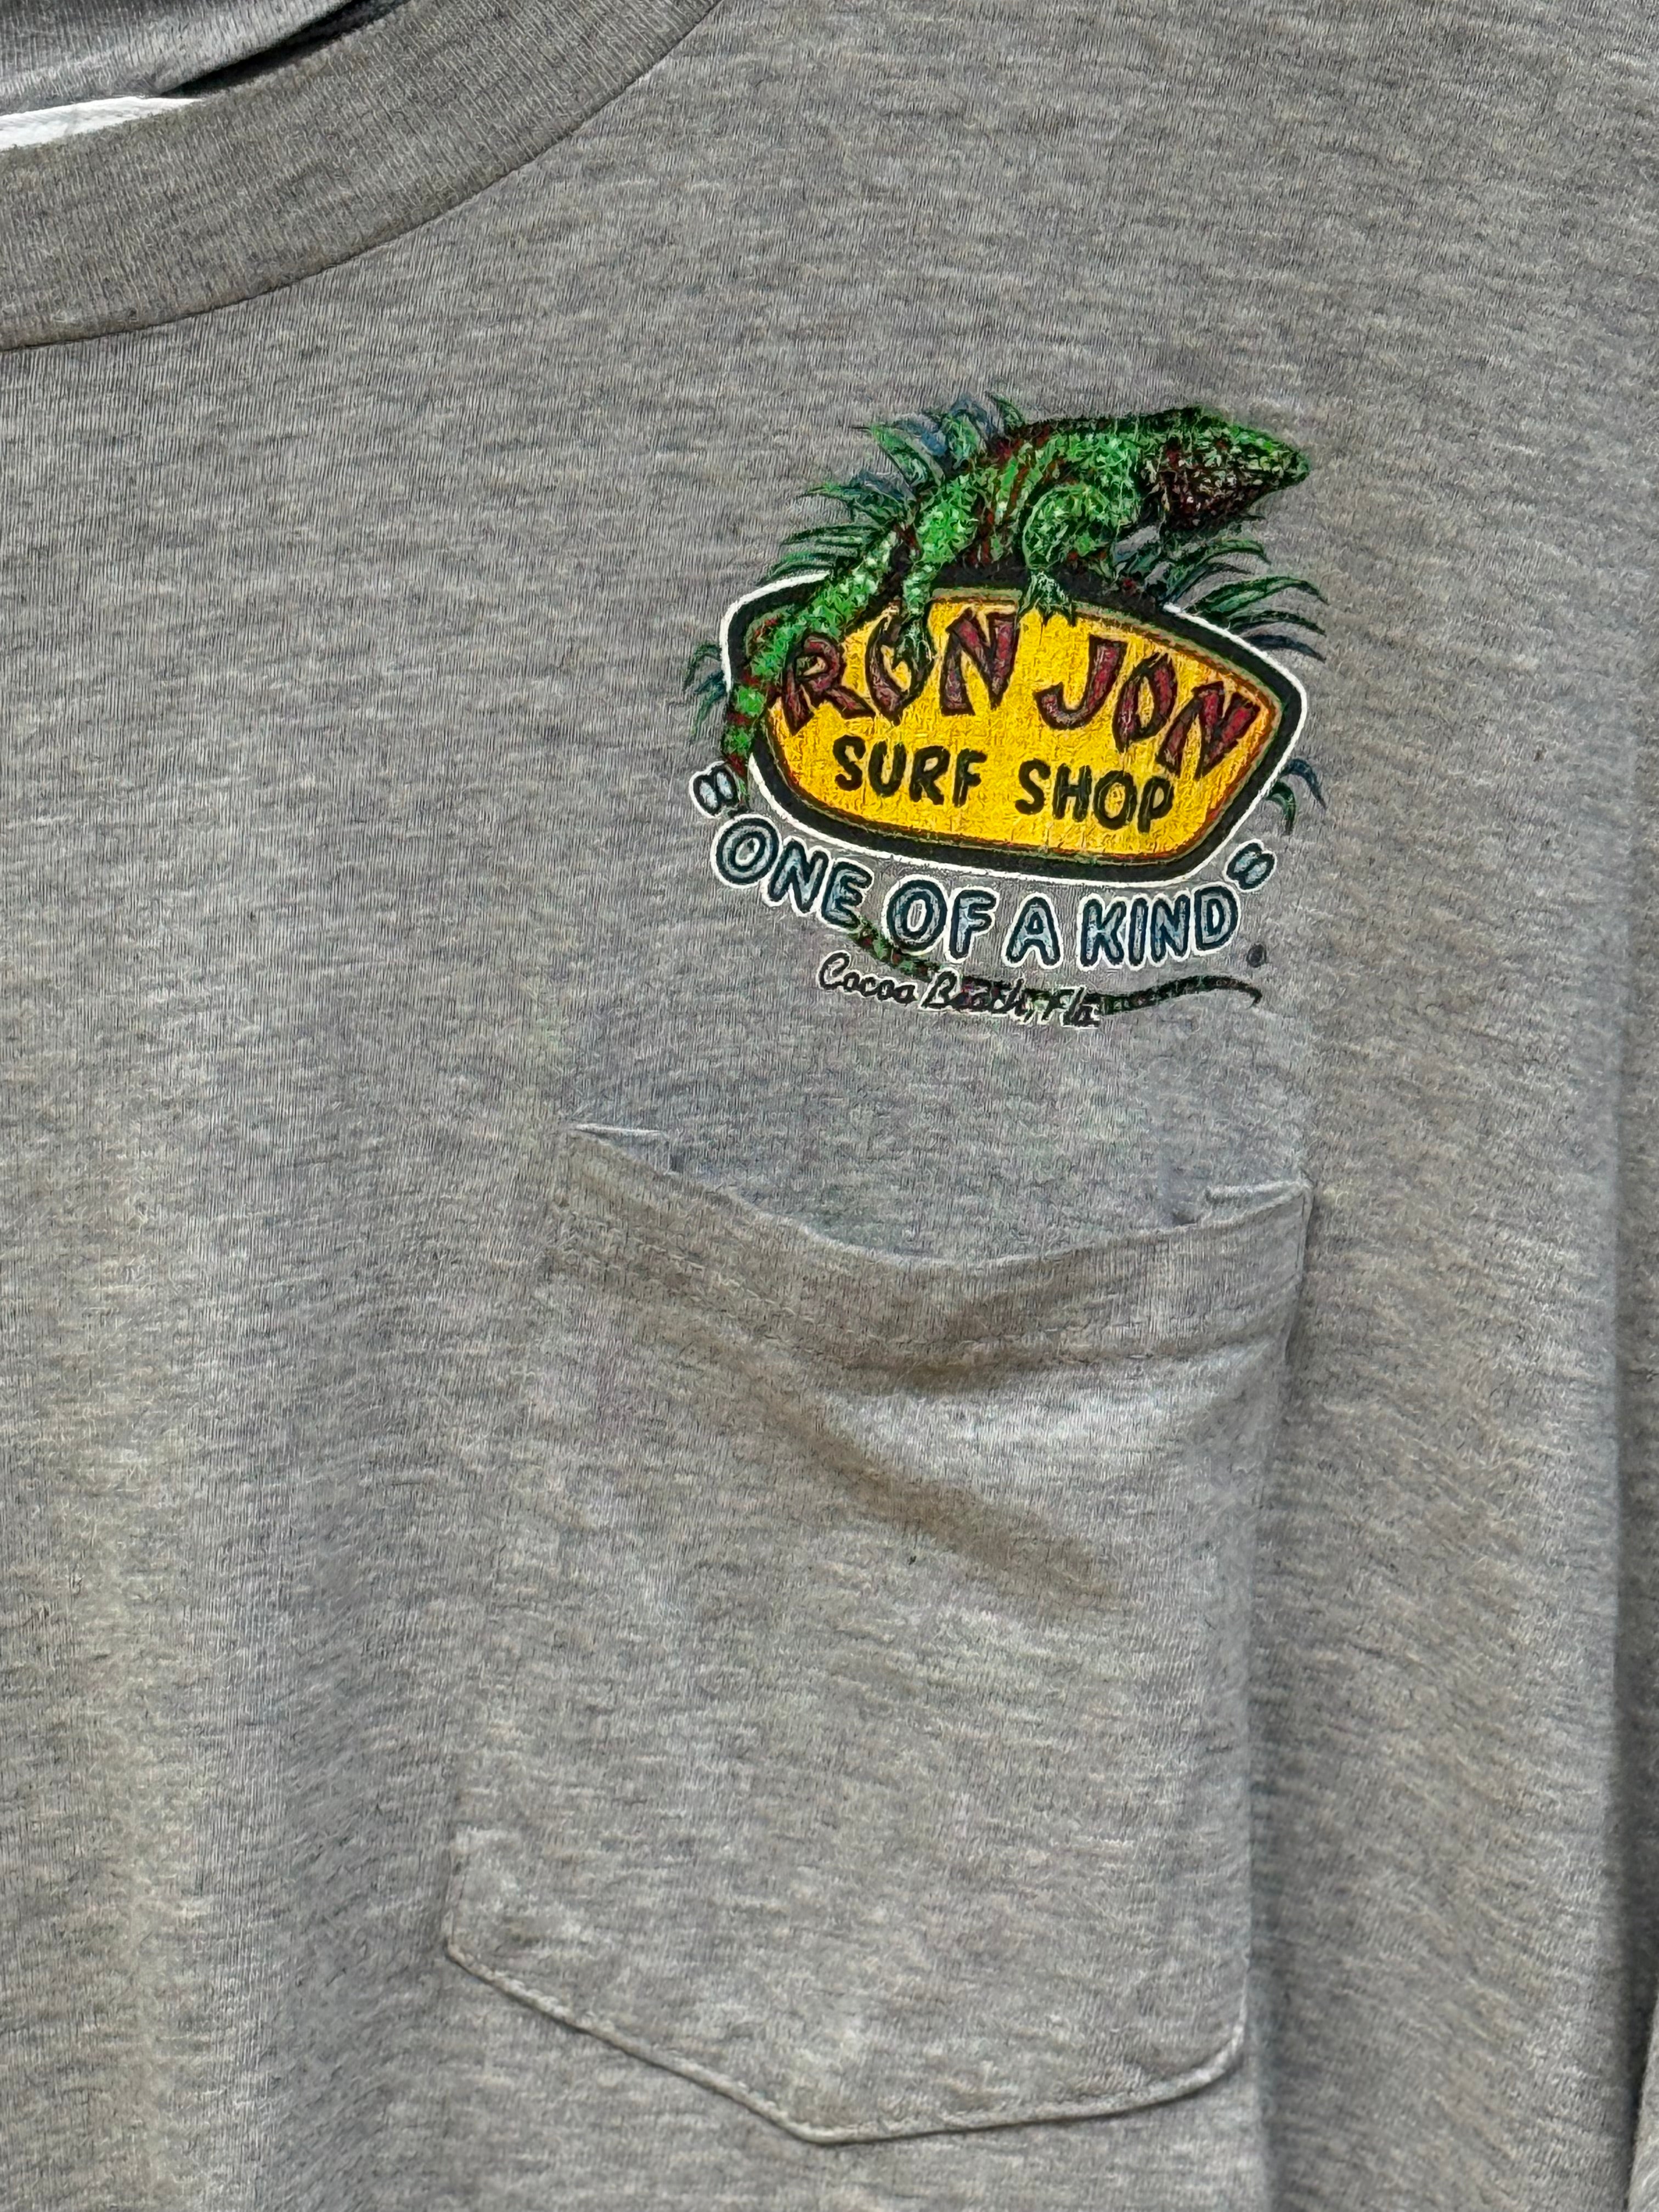 RON JON
SURF SHOP
"ONE OF A KIND"
Cocoa Beach, Fla.